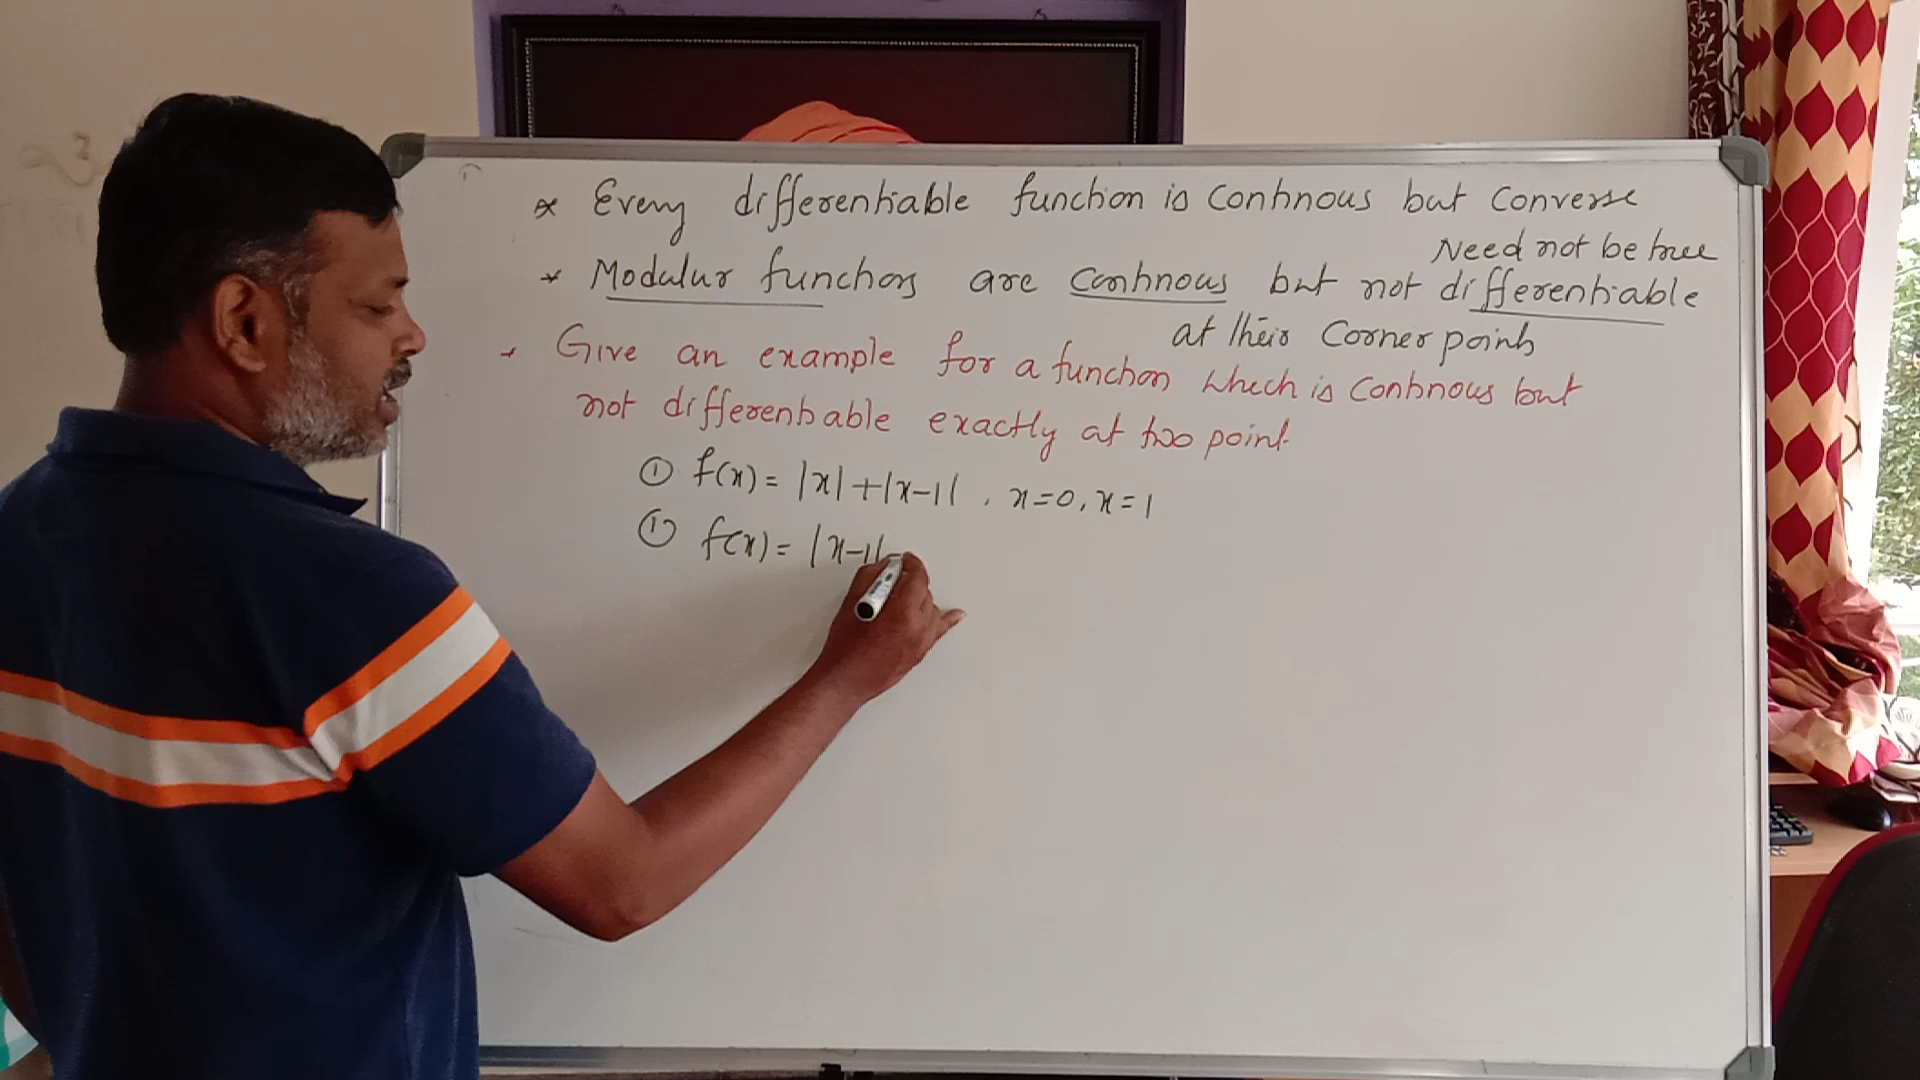 * Every differentiable function is continous but converse
Need not be true
* Modulur functions are continous but not differentiable
at their corner points
* Give an example for a function which is continous but
not differentiable exactly at two point.
① f(x) = |x| + |x-1| , x=0, x=1
① f(x) = |x-1|